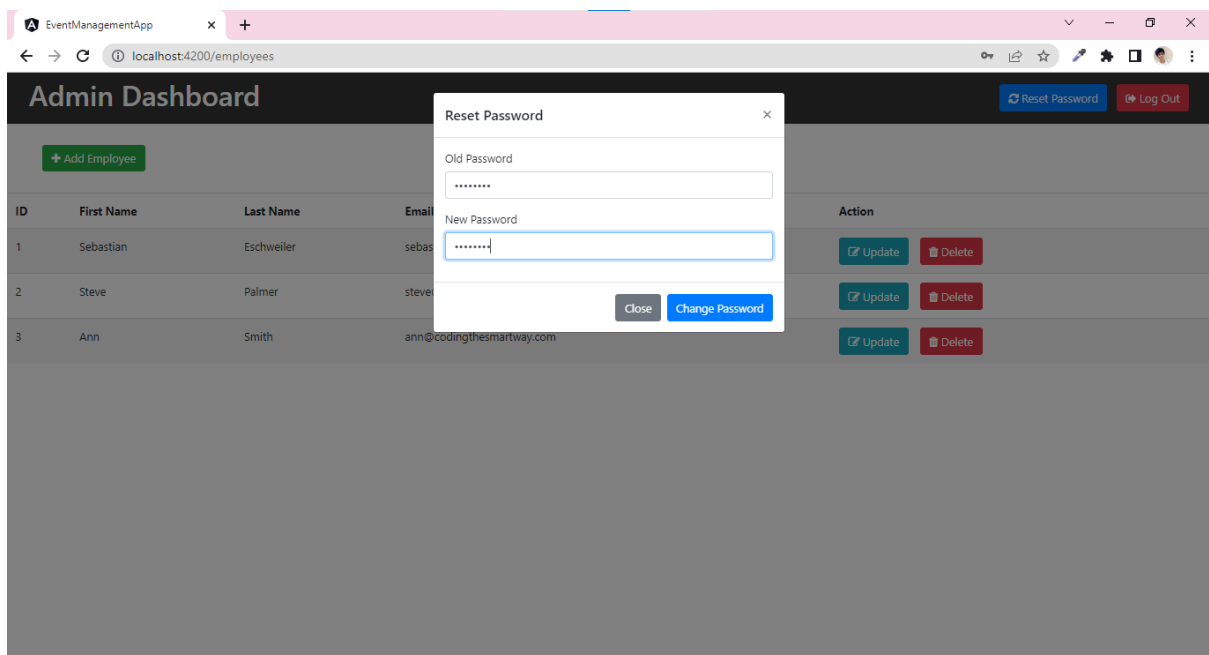 EventManagementApp
localhost:4200/employees
Admin Dashboard
Reset Password
Log Out
Add Employee
Reset Password
Old Password
••••••••
New Password
••••••••
Close Change Password
ID First Name Last Name Email Action
1 Sebastian Eschweiler sebas Update Delete
2 Steve Palmer Update Delete
3 Ann Smith ann@codingthesmartway.com Update Delete